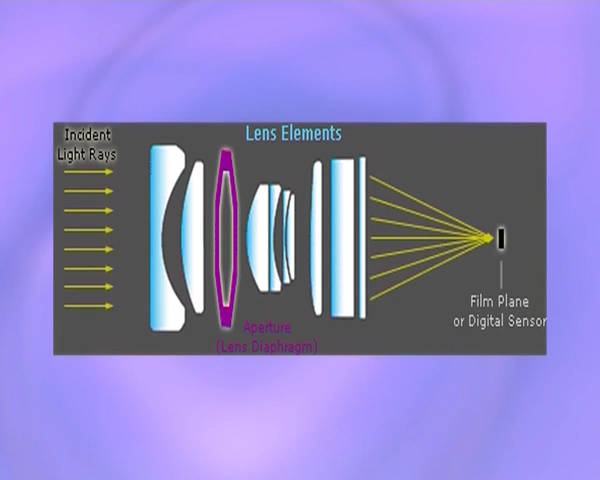 Incident
Light Rays
Lens Elements
Aperture
(Lens Diaphragm)
Film Plane
or Digital Sensor